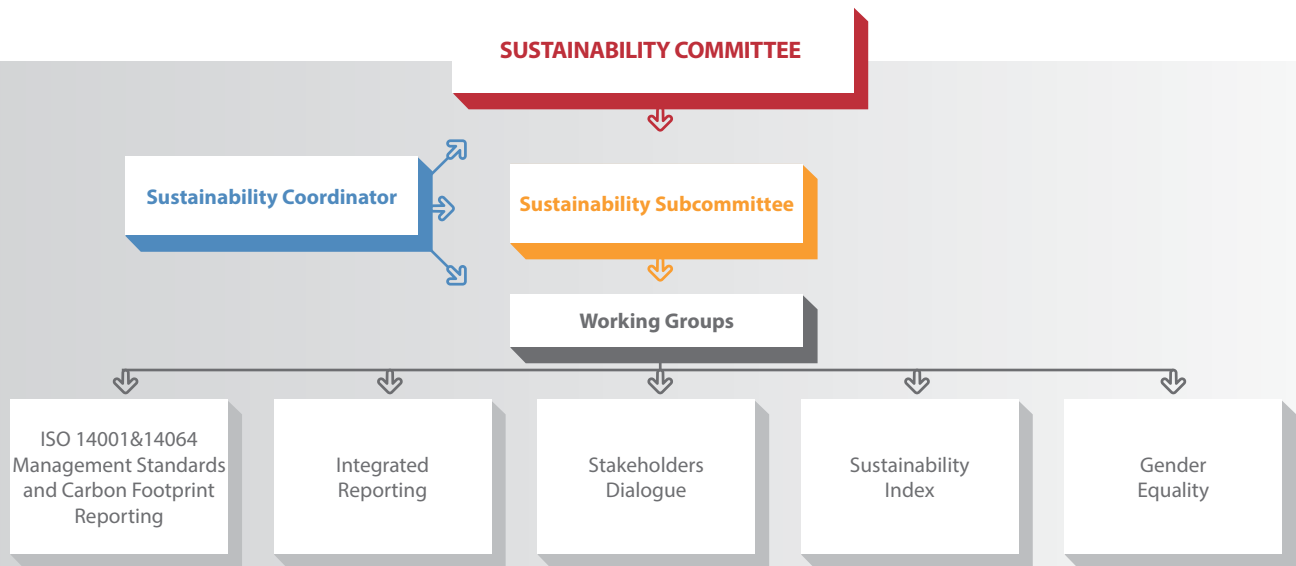 SUSTAINABILITY COMMITTEE
Sustainability Coordinator
Sustainability Subcommittee
Working Groups
ISO 14001&14064
Management Standards
and Carbon Footprint
Reporting
Integrated
Reporting
Stakeholders
Dialogue
Sustainability
Index
Gender
Equality